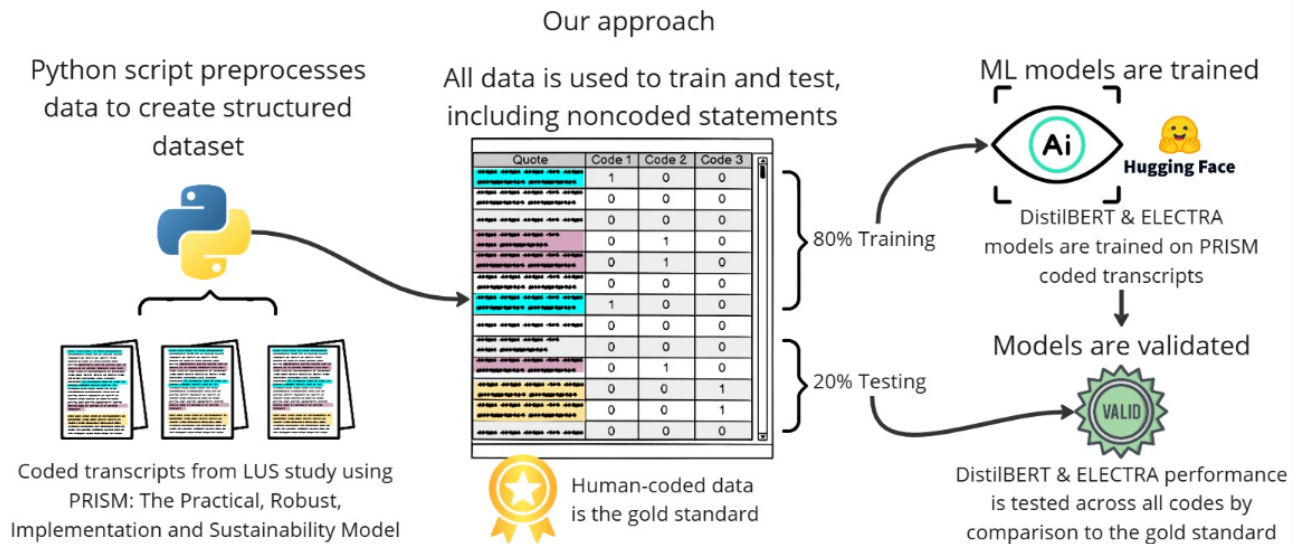 Our approach
Python script preprocesses
data to create structured
dataset
Coded transcripts from LUS study using
PRISM: The Practical, Robust,
Implementation and Sustainability Model
All data is used to train and test,
including noncoded statements
Quote Code 1 Code 2 Code 3
1 0 0
0 0 0
0 0 0
0 1 0
0 1 0
0 0 0
1 0 0
0 0 0
0 0 0
0 1 0
0 0 1
0 0 1
0 0 0
80% Training
20% Testing
Human-coded data
is the gold standard
ML models are trained
Ai
Hugging Face
DistilBERT & ELECTRA
models are trained on PRISM
coded transcripts
Models are validated
VALID
DistilBERT & ELECTRA performance
is tested across all codes by
comparison to the gold standard